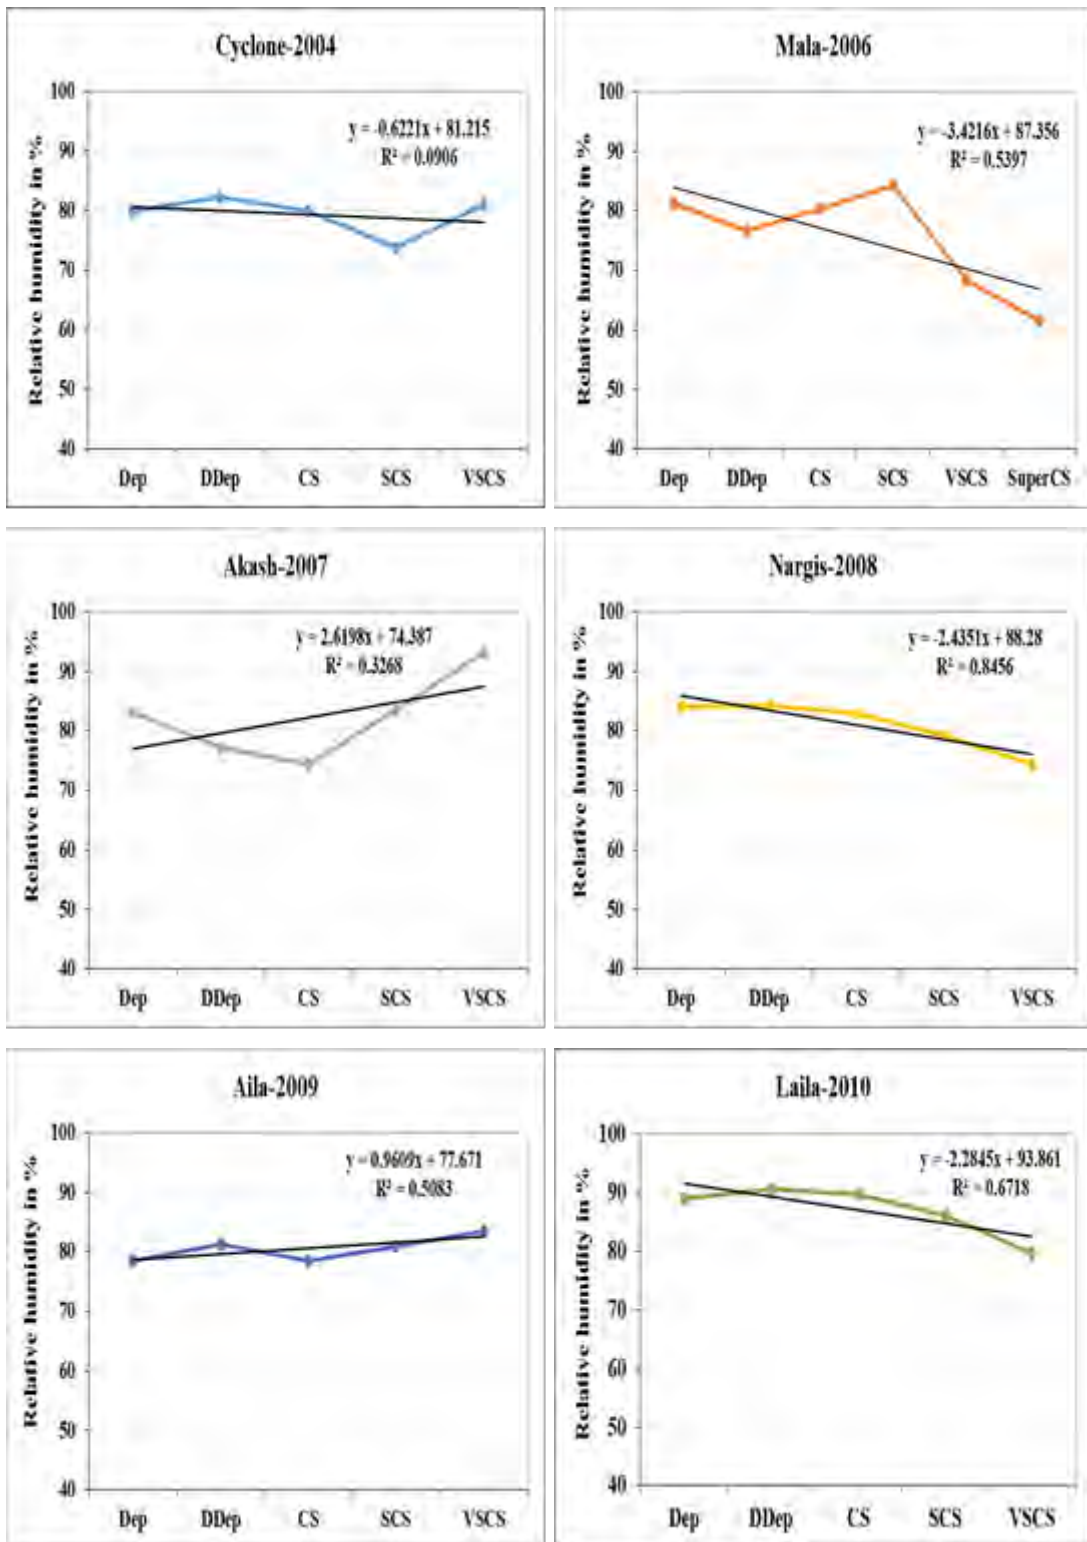 Cyclone-2004
y = -0.6221x + 81.215
R² = 0.0906
Relative humidity in %
100
90
80
70
60
50
40
Dep DDep CS SCS VSCS
Mala-2006
y = -3.4216x + 87.356
R² = 0.5397
Relative humidity in %
100
90
80
70
60
50
40
Dep DDep CS SCS VSCS SuperCS
Akash-2007
y = 2.6198x + 74.387
R² = 0.3268
Relative humidity in %
100
90
80
70
60
50
40
Dep DDep CS SCS VSCS
Nargis-2008
y = -2.4351x + 88.28
R² = 0.8456
Relative humidity in %
100
90
80
70
60
50
40
Dep DDep CS SCS VSCS
Aila-2009
y = 0.9609x + 77.671
R² = 0.5083
Relative humidity in %
100
90
80
70
60
50
40
Dep DDep CS SCS VSCS
Laila-2010
y = -2.2845x + 93.861
R² = 0.6718
Relative humidity in %
100
90
80
70
60
50
40
Dep DDep CS SCS VSCS